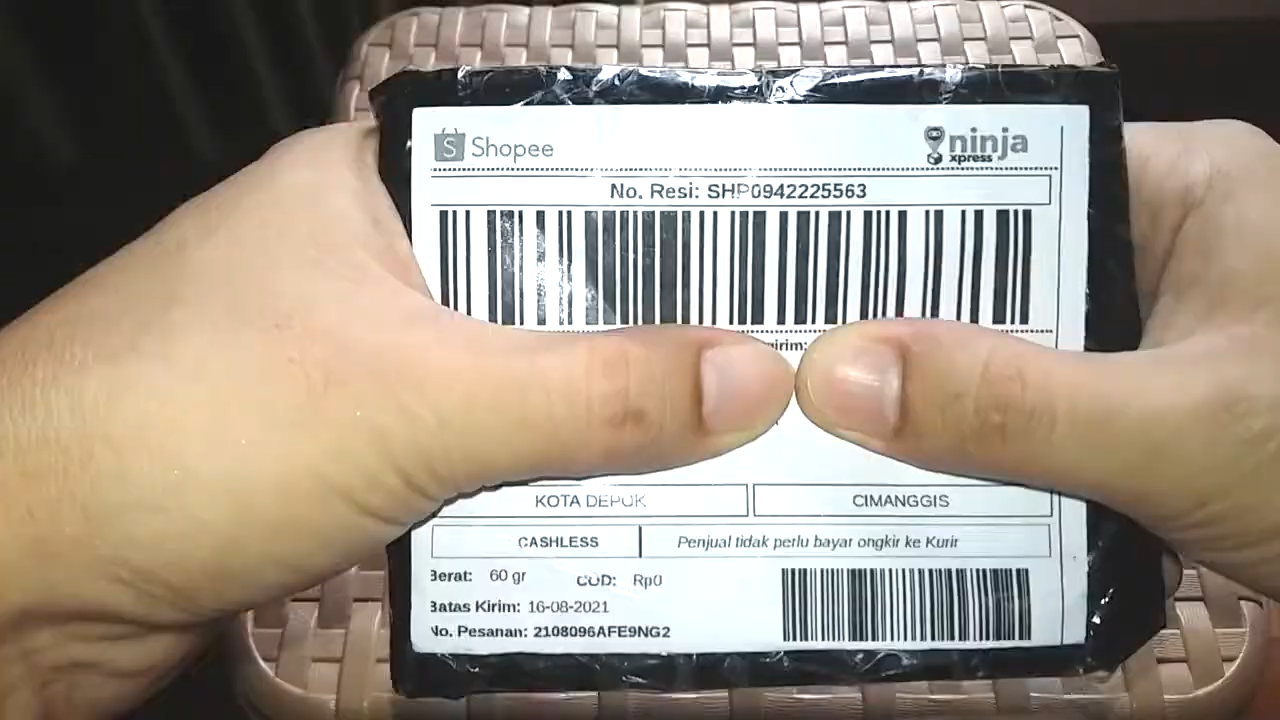 Shopee
ninja
xpress
No. Resi: SHP0942225563
KOTA DEPOK
CIMANGGIS
CASHLESS
Penjual tidak perlu bayar ongkir ke Kurir
Berat: 60 gr
COD: Rp0
Batas Kirim: 16-08-2021
No. Pesanan: 2108096AFE9NG2